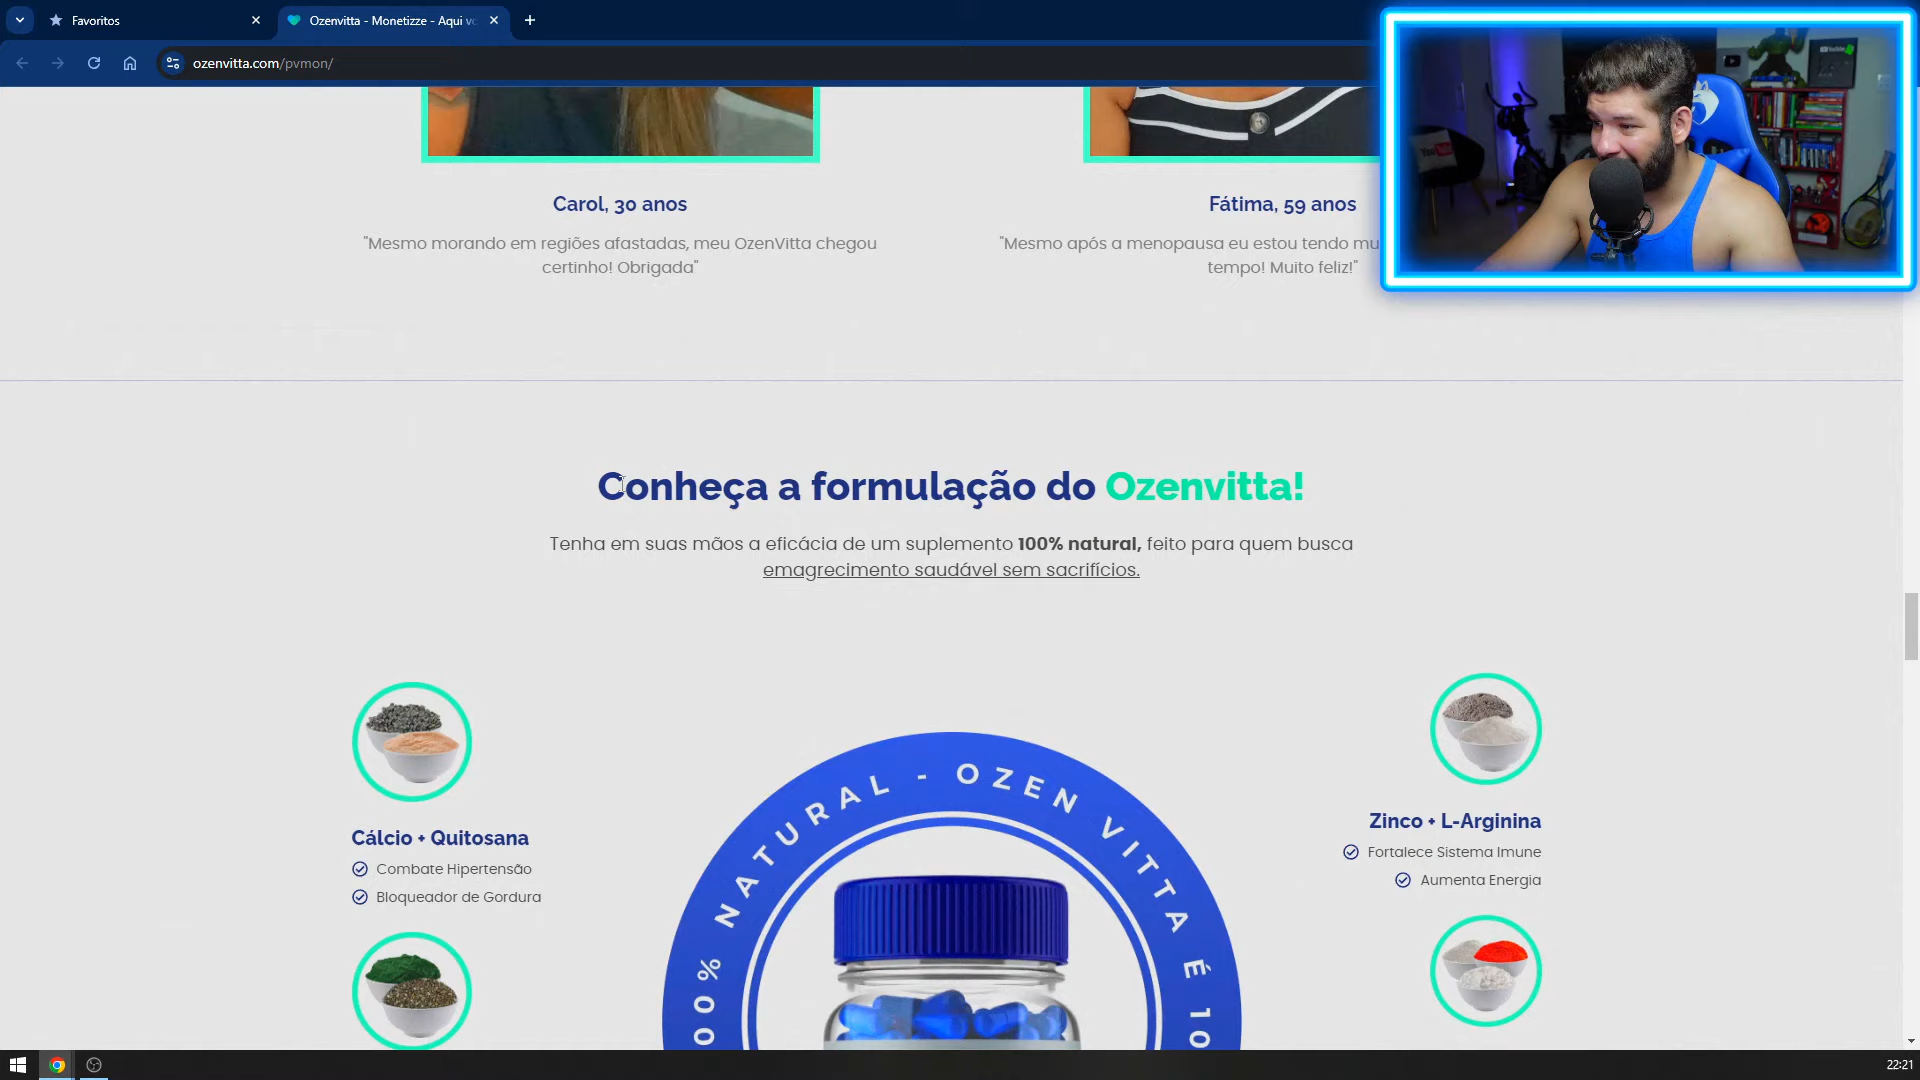 Favoritos
Ozenvitta - Monetizze - Aqui vo
ozenvitta.com/pvmon/
YouTube
Carol, 30 anos
Fátima, 59 anos
"Mesmo morando em regiões afastadas, meu OzenVitta chegou
certinho! Obrigada"
"Mesmo após a menopausa eu estou tendo mu
tempo! Muito feliz!"
Conheça a formulação do Ozenvitta!
Tenha em suas mãos a eficácia de um suplemento 100% natural, feito para quem busca
emagrecimento saudável sem sacrifícios.
Cálcio + Quitosana
Combate Hipertensão
Bloqueador de Gordura
Zinco + L-Arginina
Fortalece Sistema Imune
Aumenta Energia
00% NATURAL - OZEN VITTA É 10
22:21